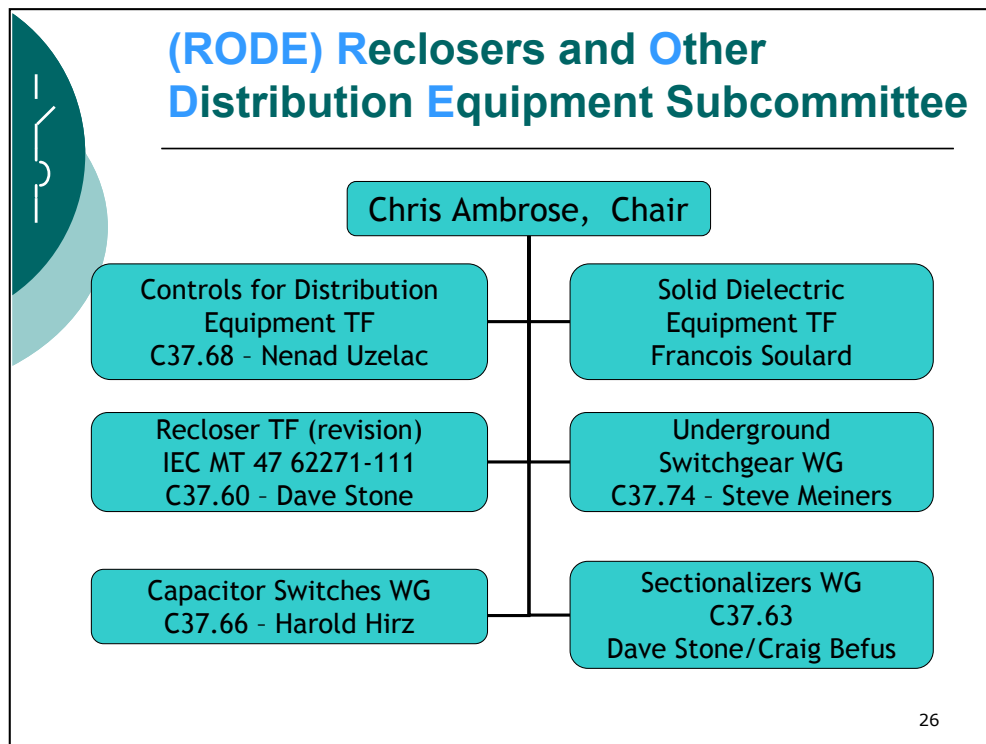 (RODE) Reclosers and Other
Distribution Equipment Subcommittee
Chris Ambrose, Chair
Controls for Distribution
Equipment TF
C37.68 – Nenad Uzelac
Solid Dielectric
Equipment TF
Francois Soulard
Recloser TF (revision)
IEC MT 47 62271-111
C37.60 – Dave Stone
Underground
Switchgear WG
C37.74 – Steve Meiners
Capacitor Switches WG
C37.66 – Harold Hirz
Sectionalizers WG
C37.63
Dave Stone/Craig Befus
26